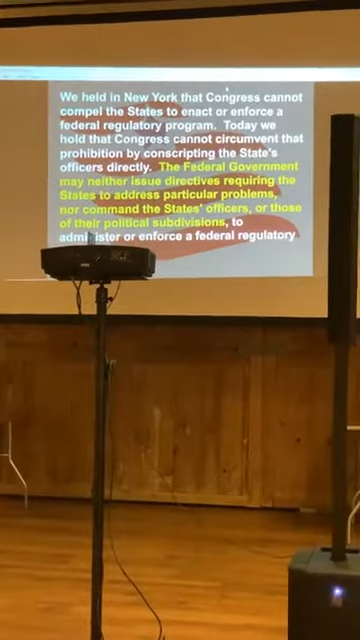 We held in New York that Congress cannot
compel the States to enact or enforce a
federal regulatory program. Today we
hold that Congress cannot circumvent that
prohibition by conscripting the State's
officers directly. The Federal Government
may neither issue directives requiring the
States to address particular problems,
nor command the States' officers, or those
of their political subdivisions, to
administer or enforce a federal regulatory